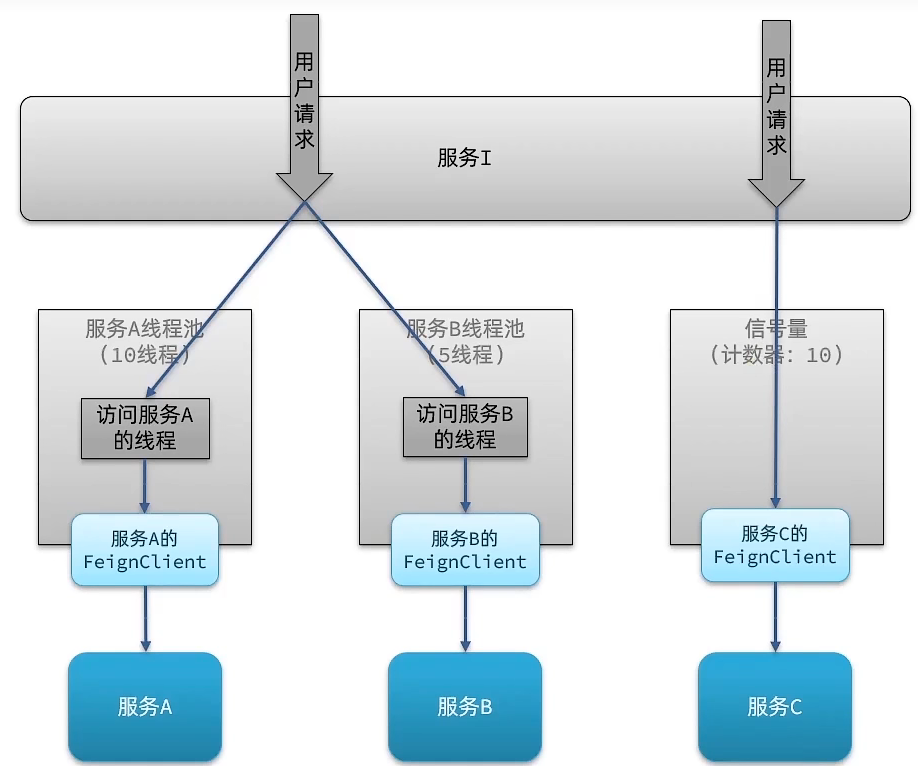 用户请求
用户请求
服务I
服务A线程池
(10线程)
服务B线程池
(5线程)
信号量
(计数器: 10)
访问服务A
的线程
访问服务B
的线程
服务A的
FeignClient
服务B的
FeignClient
服务C的
FeignClient
服务A
服务B
服务C